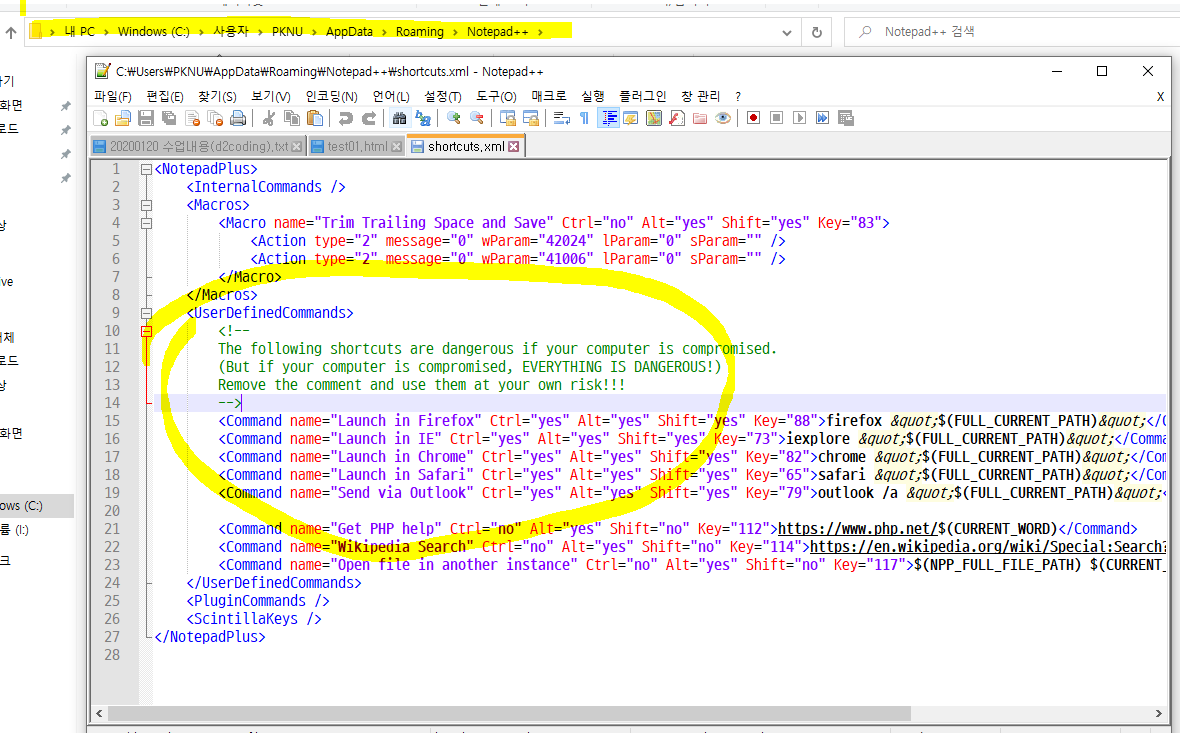 내 PC > Windows (C:) > 사용자 > PKNU > AppData > Roaming > Notepad++ >
Notepad++ 검색
C:₩Users₩PKNU₩AppData₩Roaming₩Notepad++₩shortcuts.xml - Notepad++
파일(F) 편집(E) 찾기(S) 보기(V) 인코딩(N) 언어(L) 설정(T) 도구(O) 매크로 실행 플러그인 창 관리 ? X
20200120 수업내용(d2coding).txt test01.html shortcuts.xml
1 <NotepadPlus>
2 <InternalCommands />
3 <Macros>
4 <Macro name="Trim Trailing Space and Save" Ctrl="no" Alt="yes" Shift="yes" Key="83">
5 <Action type="2" message="0" wParam="42024" lParam="0" sParam="" />
6 <Action type="2" message="0" wParam="41006" lParam="0" sParam="" />
7 </Macro>
8 </Macros>
9 <UserDefinedCommands>
10 <!--
11 The following shortcuts are dangerous if your computer is compromised.
12 (But if your computer is compromised, EVERYTHING IS DANGEROUS!)
13 Remove the comment and use them at your own risk!!!
14 -->
15 <Command name="Launch in Firefox" Ctrl="yes" Alt="yes" Shift="yes" Key="88">firefox &quot;$(FULL_CURRENT_PATH)&quot;</
16 <Command name="Launch in IE" Ctrl="yes" Alt="yes" Shift="yes" Key="73">iexplore &quot;$(FULL_CURRENT_PATH)&quot;</Comma
17 <Command name="Launch in Chrome" Ctrl="yes" Alt="yes" Shift="yes" Key="82">chrome &quot;$(FULL_CURRENT_PATH)&quot;</Com
18 <Command name="Launch in Safari" Ctrl="yes" Alt="yes" Shift="yes" Key="65">safari &quot;$(FULL_CURRENT_PATH)&quot;</Com
19 <Command name="Send via Outlook" Ctrl="yes" Alt="yes" Shift="yes" Key="79">outlook /a &quot;$(FULL_CURRENT_PATH)&quot;<
20
21 <Command name="Get PHP help" Ctrl="no" Alt="yes" Shift="no" Key="112">https://www.php.net/$(CURRENT_WORD)</Command>
22 <Command name="Wikipedia Search" Ctrl="no" Alt="yes" Shift="no" Key="114">https://en.wikipedia.org/wiki/Special:Search?
23 <Command name="Open file in another instance" Ctrl="no" Alt="yes" Shift="no" Key="117">$(NPP_FULL_FILE_PATH) $(CURRENT_
24 </UserDefinedCommands>
25 <PluginCommands />
26 <ScintillaKeys />
27 </NotepadPlus>
28
기
화면
로드
상
ive
로드
상
화면
ows (C:)
(I:)
크